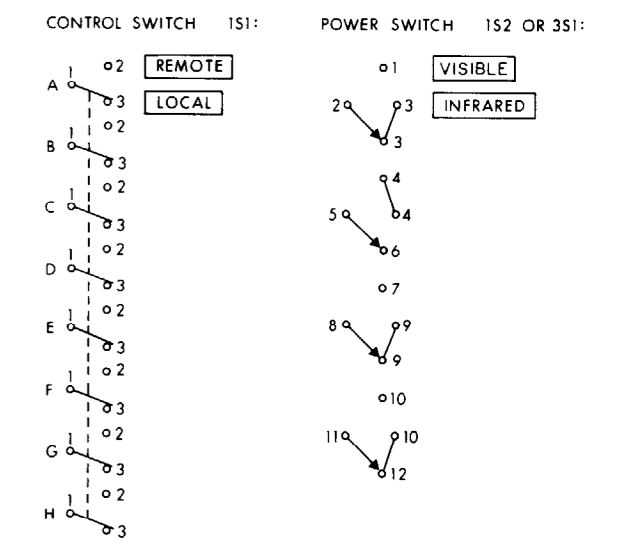 CONTROL SWITCH 1S1:
POWER SWITCH 1S2 OR 3S1:
A 1 2 REMOTE
3 LOCAL
B 1 2
3
C 1 2
3
D 1 2
3
E 1 2
3
F 1 2
3
G 1 2
3
H 1 2
3
1 VISIBLE
2 3 INFRARED
3
4
5 4
6
7
8 9
9
10
11 10
12